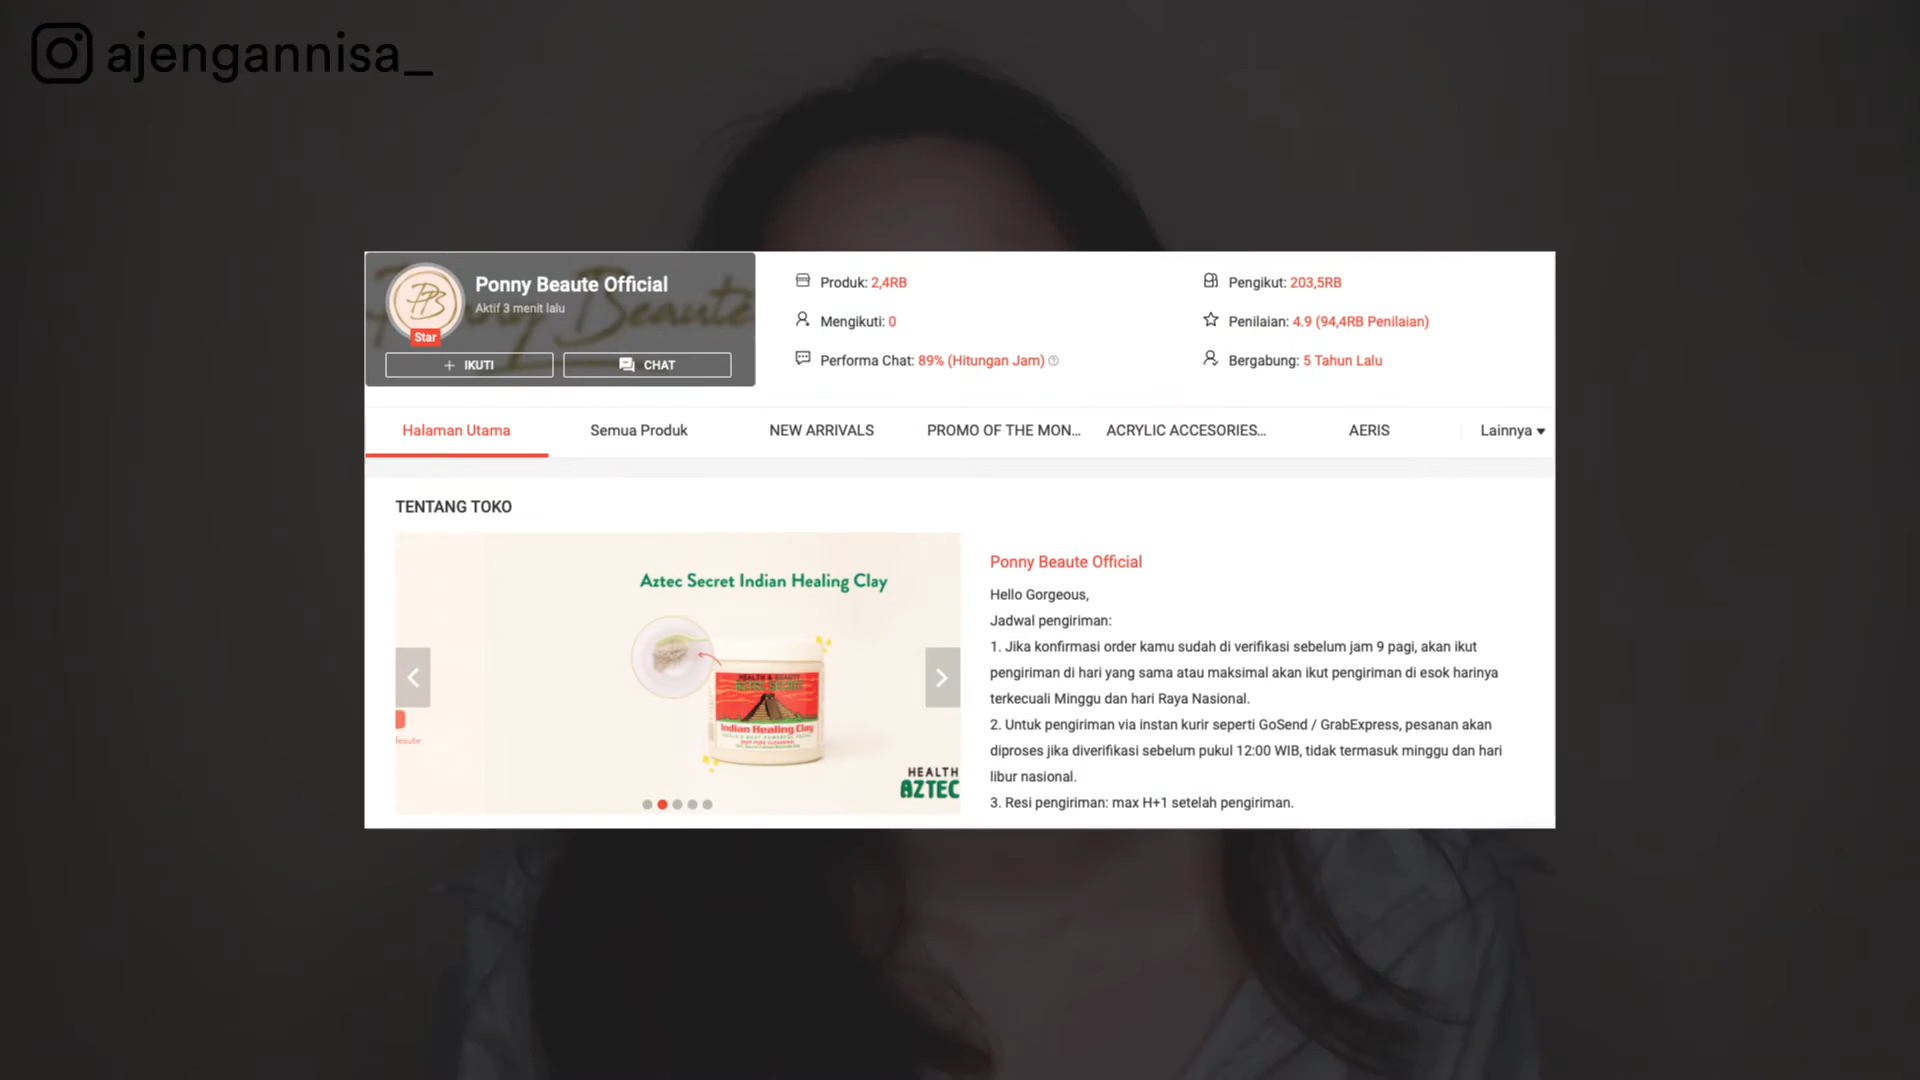 ajengannisa_
Ponny Beaute Official
Aktif 3 menit lalu
Star
IKUTI
CHAT
Produk: 2,4RB
Mengikuti: 0
Performa Chat: 89% (Hitungan Jam)
Pengikut: 203,5RB
Penilaian: 4.9 (94,4RB Penilaian)
Bergabung: 5 Tahun Lalu
Halaman Utama
Semua Produk
NEW ARRIVALS
PROMO OF THE MON...
ACRYLIC ACCESORIES...
AERIS
Lainnya
TENTANG TOKO
Aztec Secret Indian Healing Clay
HEALTH & BEAUTY
AZTEC SECRET
Indian Healing Clay
HEALTH
AZTEC
Ponny Beaute Official
Hello Gorgeous,
Jadwal pengiriman:
1. Jika konfirmasi order kamu sudah di verifikasi sebelum jam 9 pagi, akan ikut
pengiriman di hari yang sama atau maksimal akan ikut pengiriman di esok harinya
terkecuali Minggu dan hari Raya Nasional.
2. Untuk pengiriman via instan kurir seperti GoSend / GrabExpress, pesanan akan
diproses jika diverifikasi sebelum pukul 12:00 WIB, tidak termasuk minggu dan hari
libur nasional.
3. Resi pengiriman: max H+1 setelah pengiriman.